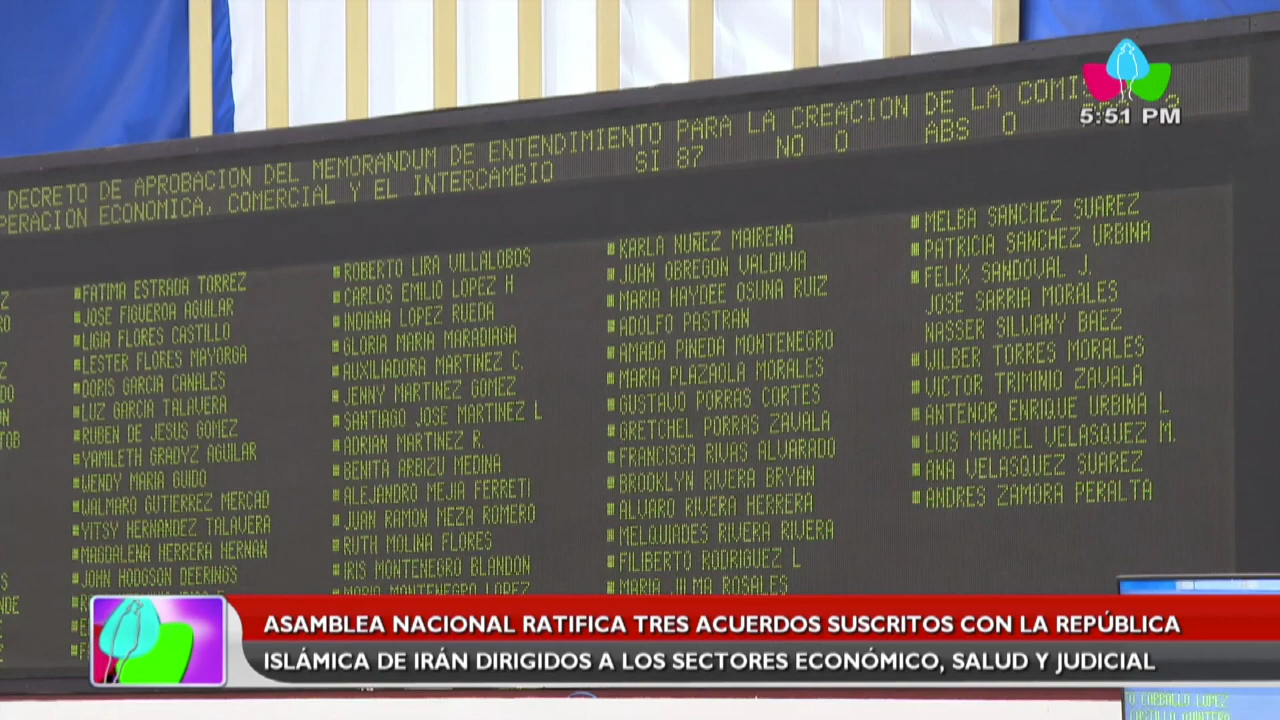 5:51 PM
DECRETO DE APROBACION DEL MEMORANDUM DE ENTENDIMIENTO PARA LA CREACION DE LA
PERACION ECONOMICA, COMERCIAL Y EL INTERCAMBIO SI 87 NO 0 ABS 0
FATIMA ESTRADA TORREZ
JOSE FIGUEROA AGUILAR
LIGIA FLORES CASTILLO
LESTER FLORES MAYORGA
DORIS GARCIA CANALES
LUZ GARCIA TALAVERA
RUBEN DE JESUS GOMEZ
YAMILETH GRADYZ AGUILAR
WENDY MARIA GUIDO
WALMARO GUTIERREZ MERCAD
YITSY HERNANDEZ TALAVERA
MAGDALENA HERRERA HERNAN
JOHN HODGSON DEERINGS
ROBERTO LIRA VILLALOBOS
CARLOS EMILIO LOPEZ H
INDIANA LOPEZ RUEDA
GLORIA MARIA MARADIAGA
AUXILIADORA MARTINEZ C.
JENNY MARTINEZ GOMEZ
SANTIAGO JOSE MARTINEZ L
ADRIAN MARTINEZ R.
BENITA ARBIZU MEDINA
ALEJANDRO MEJIA FERRETI
JUAN RAMON MEZA ROMERO
RUTH MOLINA FLORES
IRIS MONTENEGRO BLANDON
MARIO MONTENEGRO LOPEZ
KARLA NUÑEZ MAIRENA
JUAN OBREGON VALDIVIA
MARIA HAYDEE OSUNA RUIZ
ADOLFO PASTRAN
AMADA PINEDA MONTENEGRO
MARIA PLAZAOLA MORALES
GUSTAVO PORRAS CORTES
GRETCHEL PORRAS ZAVALA
FRANCISCA RIVAS ALVARADO
BROOKLYN RIVERA BRYAN
ALVARO RIVERA HERRERA
MELQUIADES RIVERA RIVERA
FILIBERTO RODRIGUEZ L
MARIA JILMA ROSALES
MELBA SANCHEZ SUAREZ
PATRICIA SANCHEZ URBINA
FELIX SANDOVAL J.
JOSE SARRIA MORALES
NASSER SILWANY BAEZ
WILBER TORRES MORALES
VICTOR TRIMINIO ZAVALA
ANTENOR ENRIQUE URBINA L
LUIS MANUEL VELASQUEZ M.
ANA VELASQUEZ SUAREZ
ANDRES ZAMORA PERALTA
ASAMBLEA NACIONAL RATIFICA TRES ACUERDOS SUSCRITOS CON LA REPÚBLICA
ISLÁMICA DE IRÁN DIRIGIDOS A LOS SECTORES ECONÓMICO, SALUD Y JUDICIAL